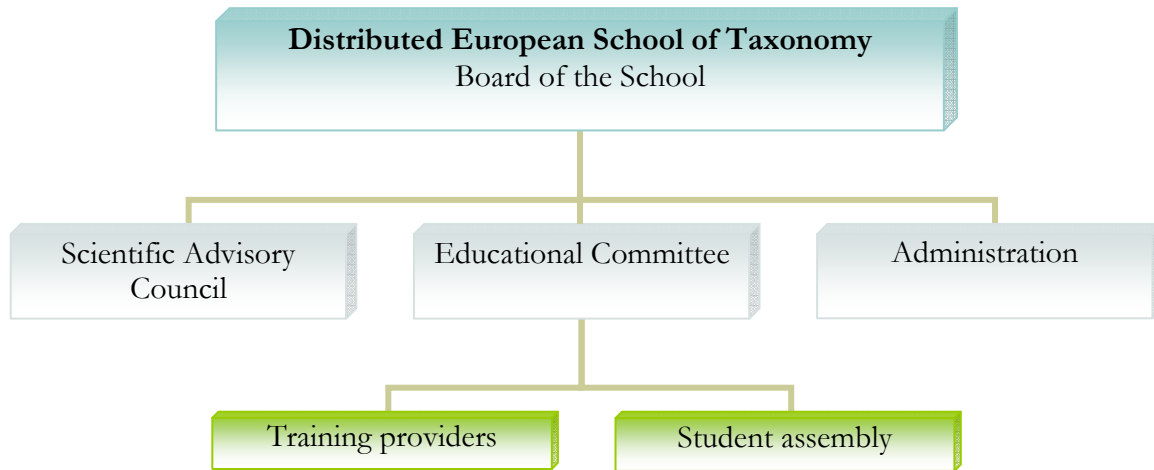 Distributed European School of Taxonomy
Board of the School
Scientific Advisory
Council
Educational Committee
Administration
Training providers
Student assembly